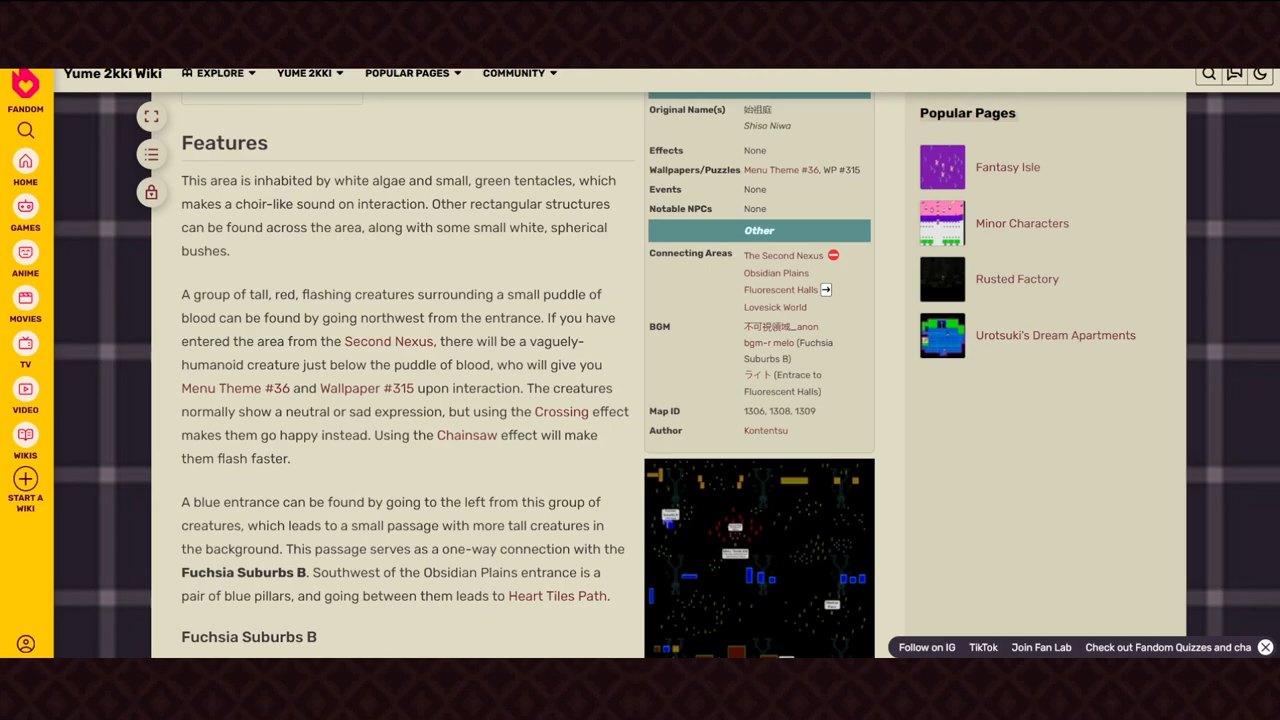 Yume 2kki Wiki
EXPLORE
YUME 2KKI
POPULAR PAGES
COMMUNITY
FANDOM
HOME
GAMES
ANIME
MOVIES
TV
VIDEO
WIKIS
START A
WIKI
Features
This area is inhabited by white algae and small, green tentacles, which
makes a choir-like sound on interaction. Other rectangular structures
can be found across the area, along with some small white, spherical
bushes.
A group of tall, red, flashing creatures surrounding a small puddle of
blood can be found by going northwest from the entrance. If you have
entered the area from the Second Nexus, there will be a vaguely-
humanoid creature just below the puddle of blood, who will give you
Menu Theme #36 and Wallpaper #315 upon interaction. The creatures
normally show a neutral or sad expression, but using the Crossing effect
makes them go happy instead. Using the Chainsaw effect will make
them flash faster.
A blue entrance can be found by going to the left from this group of
creatures, which leads to a small passage with more tall creatures in
the background. This passage serves as a one-way connection with the
Fuchsia Suburbs B. Southwest of the Obsidian Plains entrance is a
pair of blue pillars, and going between them leads to Heart Tiles Path.
Fuchsia Suburbs B
Original Name(s) 始祖庭
Shiso Niwa
Effects None
Wallpapers/Puzzles Menu Theme #36, WP #315
Events None
Notable NPCs None
Other
Connecting Areas The Second Nexus
Obsidian Plains
Fluorescent Halls
Lovesick World
BGM 不可視領域_anon
bgm-r melo (Fuchsia
Suburbs B)
ライト (Entrace to
Fluorescent Halls)
Map ID 1306, 1308, 1309
Author Kontentsu
Popular Pages
Fantasy Isle
Minor Characters
Rusted Factory
Urotsuki's Dream Apartments
Follow on IG TikTok Join Fan Lab Check out Fandom Quizzes and cha